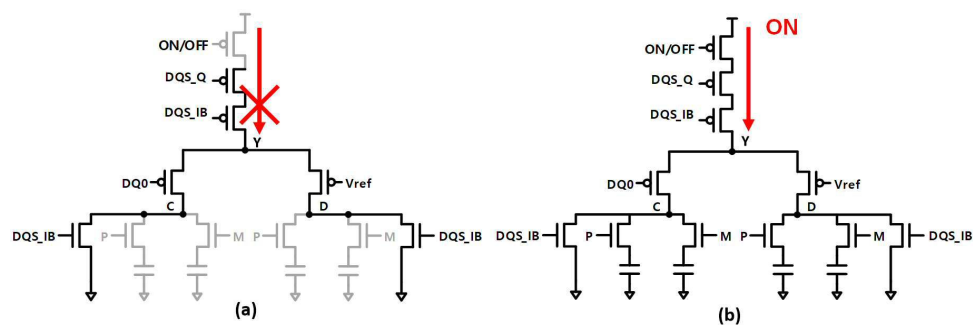 ON/OFF
DQS_Q
DQS_IB
Y
DQ0
Vref
C
D
DQS_IB
P
M
P
M
DQS_IB
(a)
ON
ON/OFF
DQS_Q
DQS_IB
Y
DQ0
Vref
C
D
DQS_IB
P
M
P
M
DQS_IB
(b)